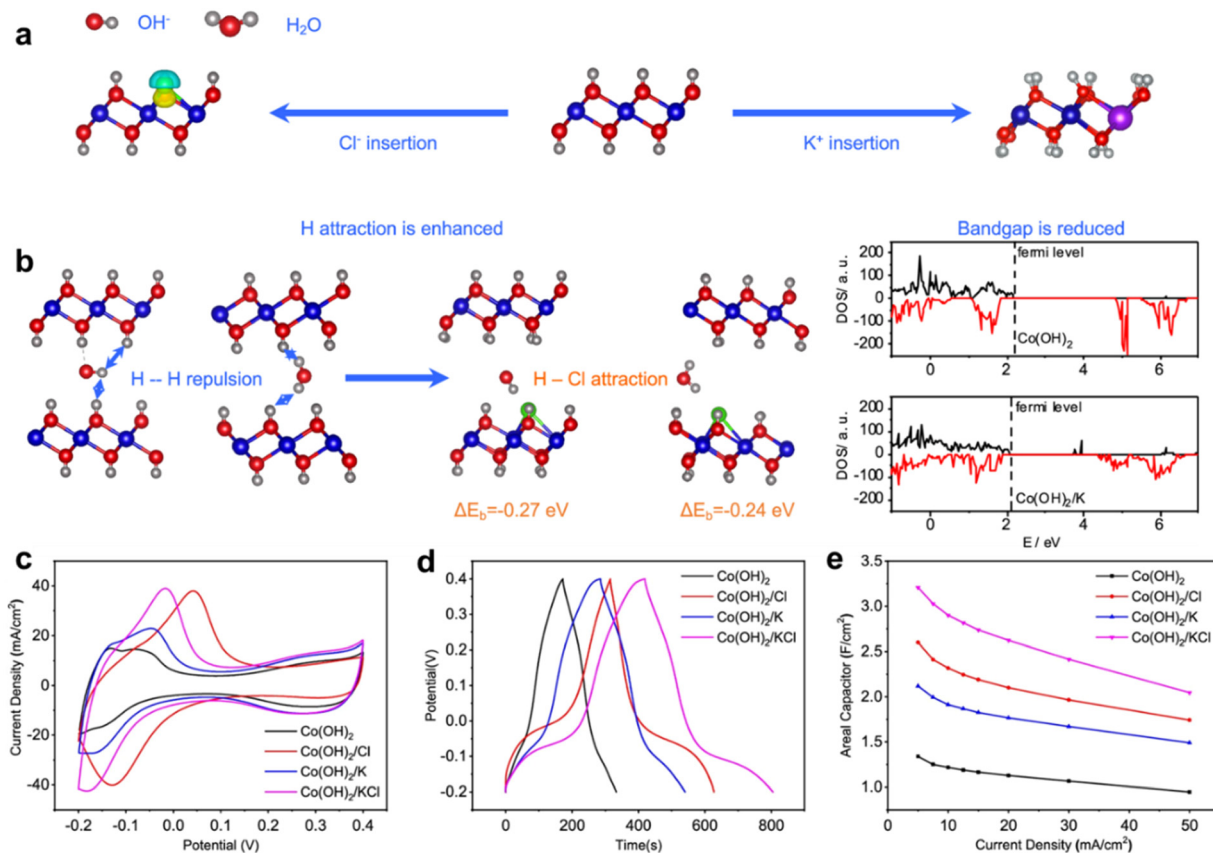 a
OH⁻
H₂O
Cl⁻ insertion
K⁺ insertion
H attraction is enhanced
Bandgap is reduced
b
H -- H repulsion
H – Cl attraction
ΔE_b=-0.27 eV
ΔE_b=-0.24 eV
DOS/ a. u.
200
100
0
-100
-200
fermi level
Co(OH)₂
DOS/ a. u.
200
100
0
-100
-200
fermi level
Co(OH)₂/K
0 2 4 6
E / eV
c
Current Density (mA/cm²)
40
20
0
-20
-40
Co(OH)₂
Co(OH)₂/Cl
Co(OH)₂/K
Co(OH)₂/KCl
-0.2 -0.1 0.0 0.1 0.2 0.3 0.4
Potential (V)
d
Potential(V)
0.4
0.3
0.2
0.1
0.0
-0.1
-0.2
Co(OH)₂
Co(OH)₂/Cl
Co(OH)₂/K
Co(OH)₂/KCl
0 200 400 600 800
Time(s)
e
Areal Capacitor (F/cm²)
3.5
3.0
2.5
2.0
1.5
1.0
Co(OH)₂
Co(OH)₂/Cl
Co(OH)₂/K
Co(OH)₂/KCl
0 10 20 30 40 50
Current Density (mA/cm²)